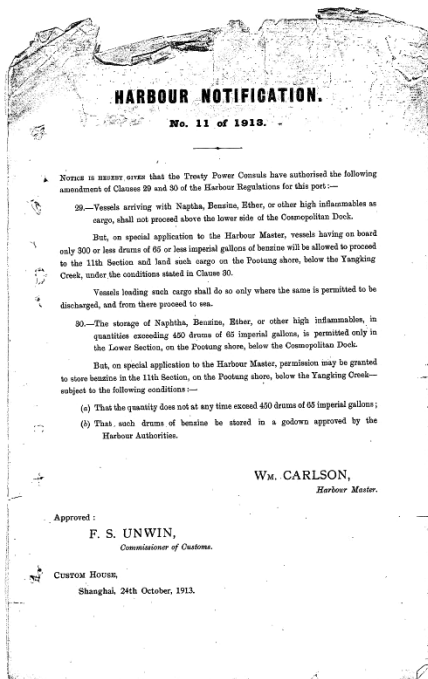 HARBOUR NOTIFICATION.
No. 11 of 1913.
NOTICE IS HEREBY GIVEN that the Treaty Power Consuls have authorised the following
amendment of Clauses 29 and 30 of the Harbour Regulations for this port:—
29.—Vessels arriving with Naptha, Benzine, Ether, or other high inflammables as
cargo, shall not proceed above the lower side of the Cosmopolitan Dock.
But, on special application to the Harbour Master, vessels having on board
only 300 or less drums of 65 or less imperial gallons of benzine will be allowed to proceed
to the 11th Section and land such cargo on the Pootung shore, below the Yangking
Creek, under the conditions stated in Clause 30.
Vessels leading such cargo shall do so only where the same is permitted to be
discharged, and from there proceed to sea.
30.—The storage of Naphtha, Benzine, Ether, or other high inflammables, in
quantities exceeding 450 drums of 65 imperial gallons, is permitted only in
the Lower Section, on the Pootung shore, below the Cosmopolitan Dock.
But, on special application to the Harbour Master, permission may be granted
to store benzine in the 11th Section, on the Pootung shore, below the Yangking Creek—
subject to the following conditions:—
(a) That the quantity does not at any time exceed 450 drums of 65 imperial gallons;
(b) That such drums of benzine be stored in a godown approved by the
Harbour Authorities.
WM. CARLSON,
Harbour Master.
Approved:
F. S. UNWIN,
Commissioner of Customs.
CUSTOM HOUSE,
Shanghai, 24th October, 1913.